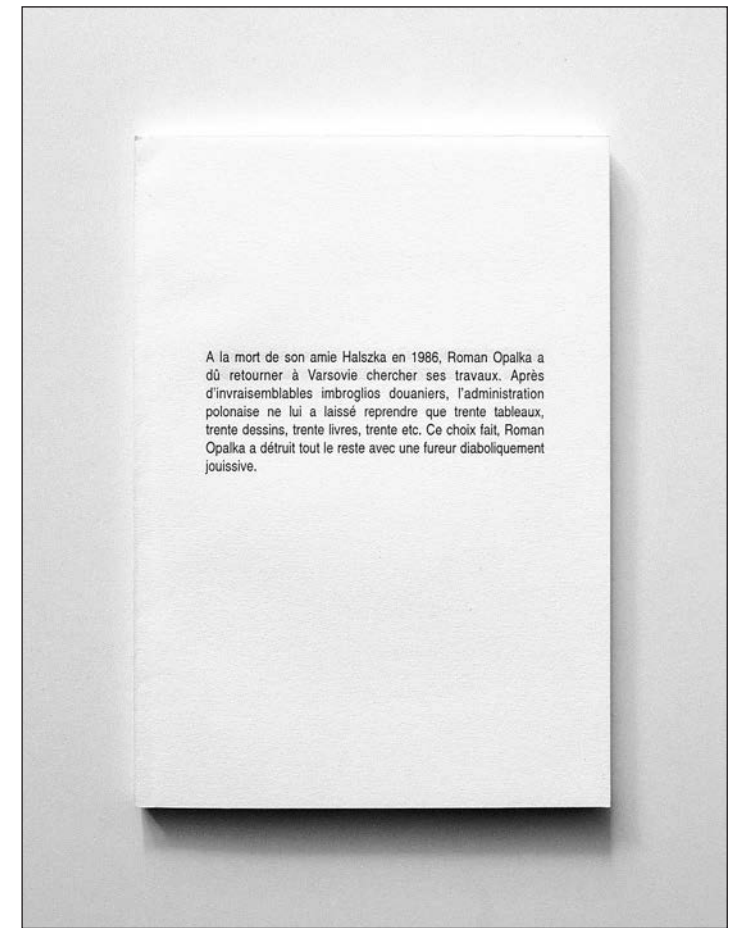 A la mort de son amie Halszka en 1986, Roman Opalka a
dû retourner à Varsovie chercher ses travaux. Après
d'invraisemblables imbroglios douaniers, l'administration
polonaise ne lui a laissé reprendre que trente tableaux,
trente dessins, trente livres, trente etc. Ce choix fait, Roman
Opalka a détruit tout le reste avec une fureur diaboliquement
jouissive.